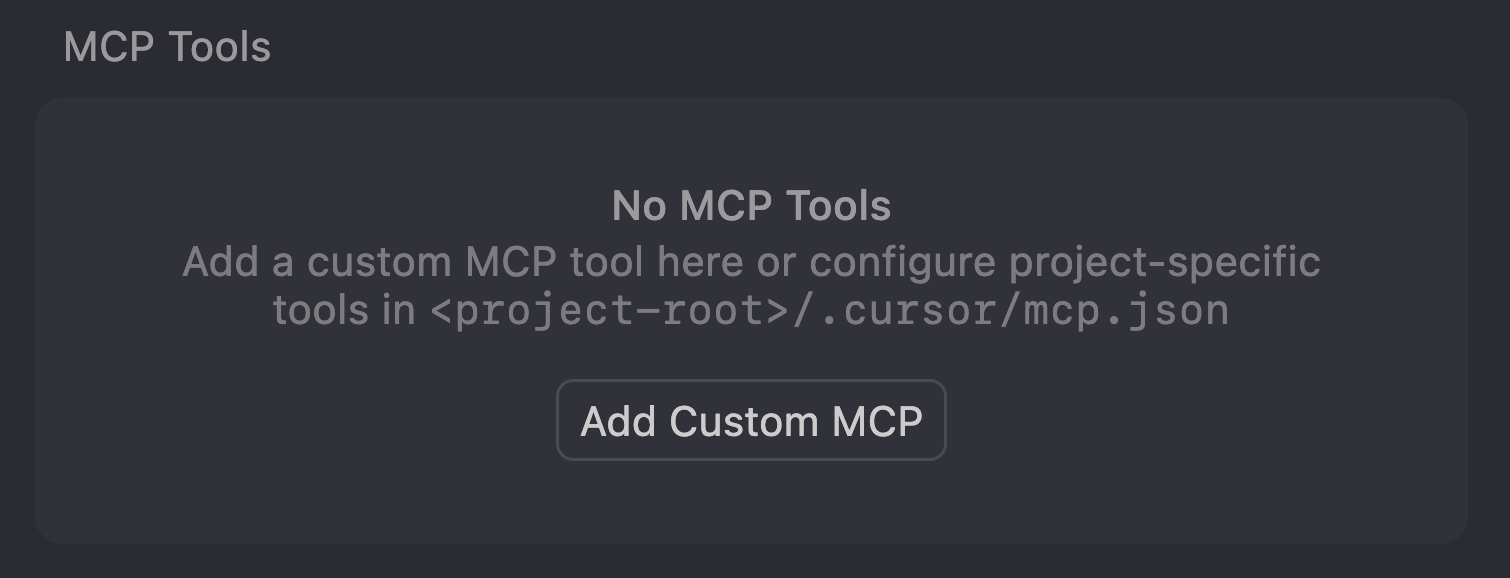 MCP Tools
No MCP Tools
Add a custom MCP tool here or configure project-specific
tools in <project-root>/.cursor/mcp.json
Add Custom MCP